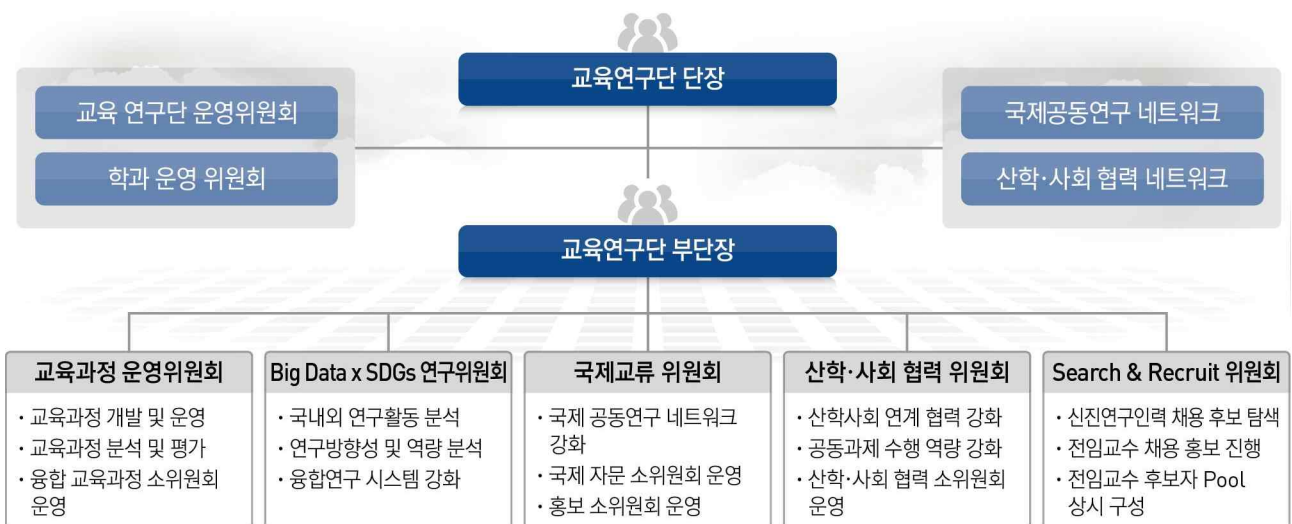 교육연구단 단장
교육 연구단 운영위원회
학과 운영 위원회
국제공동연구 네트워크
산학·사회 협력 네트워크
교육연구단 부단장
교육과정 운영위원회
· 교육과정 개발 및 운영
· 교육과정 분석 및 평가
· 융합 교육과정 소위원회
운영
Big Data x SDGs 연구위원회
· 국내외 연구활동 분석
· 연구방향성 및 역량 분석
· 융합연구 시스템 강화
국제교류 위원회
· 국제 공동연구 네트워크
강화
· 국제 자문 소위원회 운영
· 홍보 소위원회 운영
산학·사회 협력 위원회
· 산학사회 연계 협력 강화
· 공동과제 수행 역량 강화
· 산학·사회 협력 소위원회
운영
Search & Recruit 위원회
· 신진연구인력 채용 후보 탐색
· 전임교수 채용 홍보 진행
· 전임교수 후보자 Pool
상시 구성